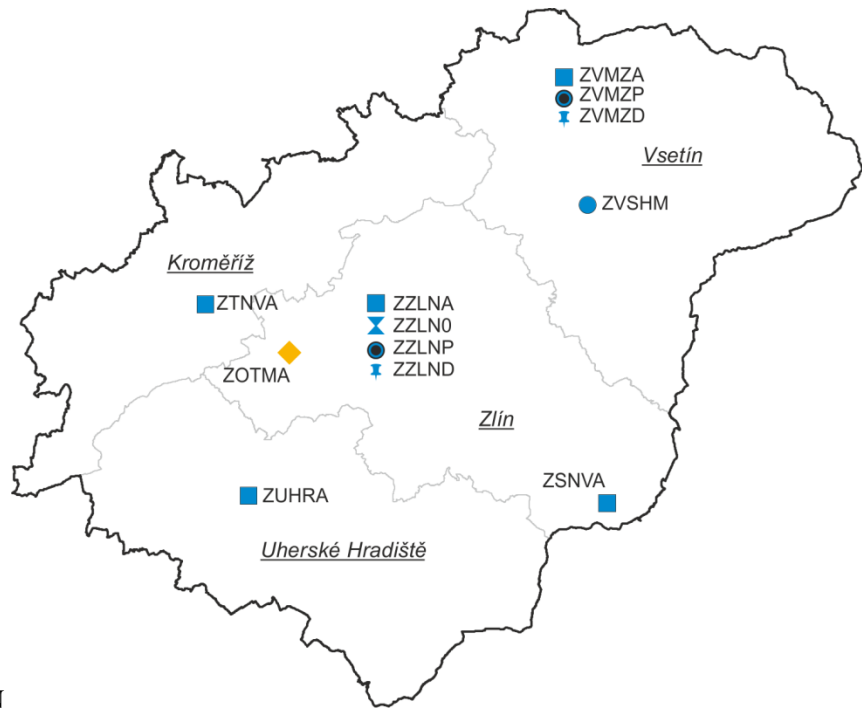 ZVMZA
ZVMZP
ZVMZD
Vsetín
ZVSHM
Kroměříž
ZTNVA
ZZLNA
ZZLN0
ZZLNP
ZZLND
ZOTMA
Zlín
ZSNVA
ZUHRA
Uherské Hradiště